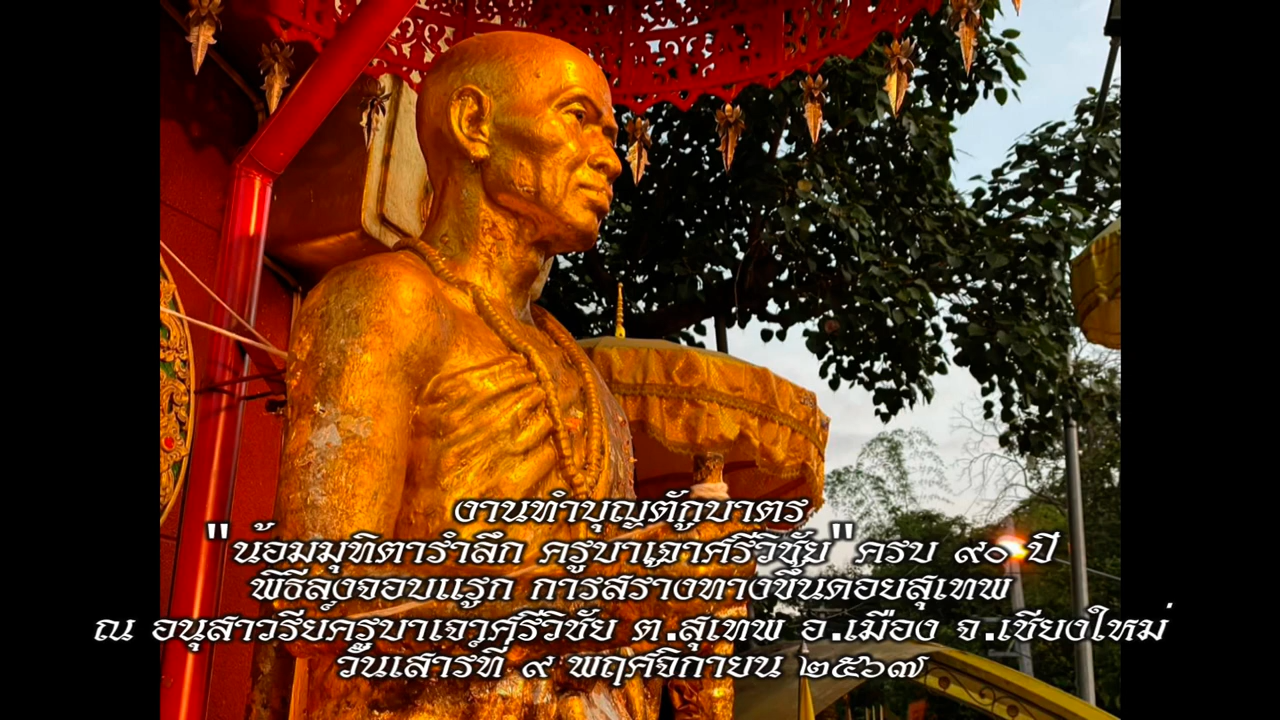 งานทำบุญตักบาตร
"น้อมมุทิตารำลึก ครูบาเจ้าศรีวิชัย"ครบ ๙๐ ปี
พิธีลงจอบแรก การสร้างทางขึ้นดอยสุเทพ
ณ อนุสาวรีย์ครูบาเจ้าศรีวิชัย ต.สุเทพ อ.เมือง จ.เชียงใหม่
วันเสาร์ที่ ๙ พฤศจิกายน ๒๕๖๗